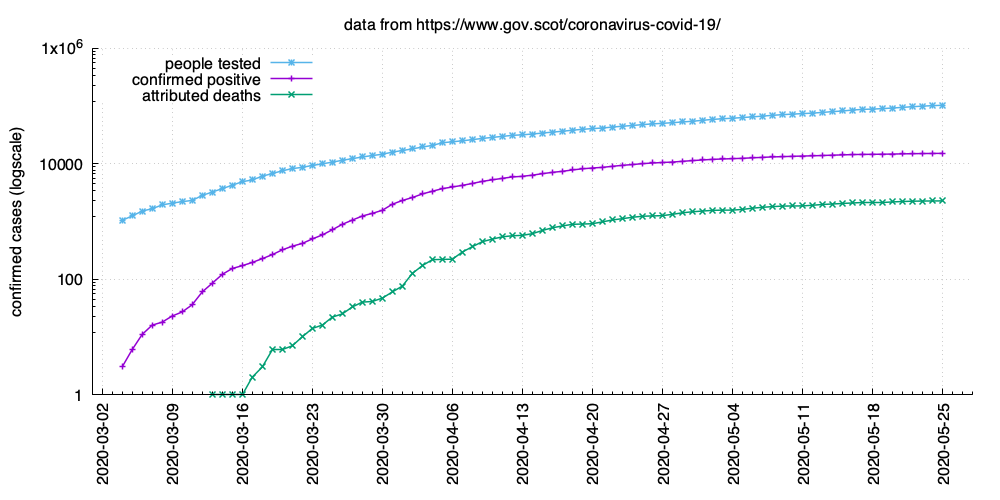 data from https://www.gov.scot/coronavirus-covid-19/
1x10⁶
people tested
confirmed positive
attributed deaths
10000
confirmed cases (logscale)
100
1
2020-03-02
2020-03-09
2020-03-16
2020-03-23
2020-03-30
2020-04-06
2020-04-13
2020-04-20
2020-04-27
2020-05-04
2020-05-11
2020-05-18
2020-05-25